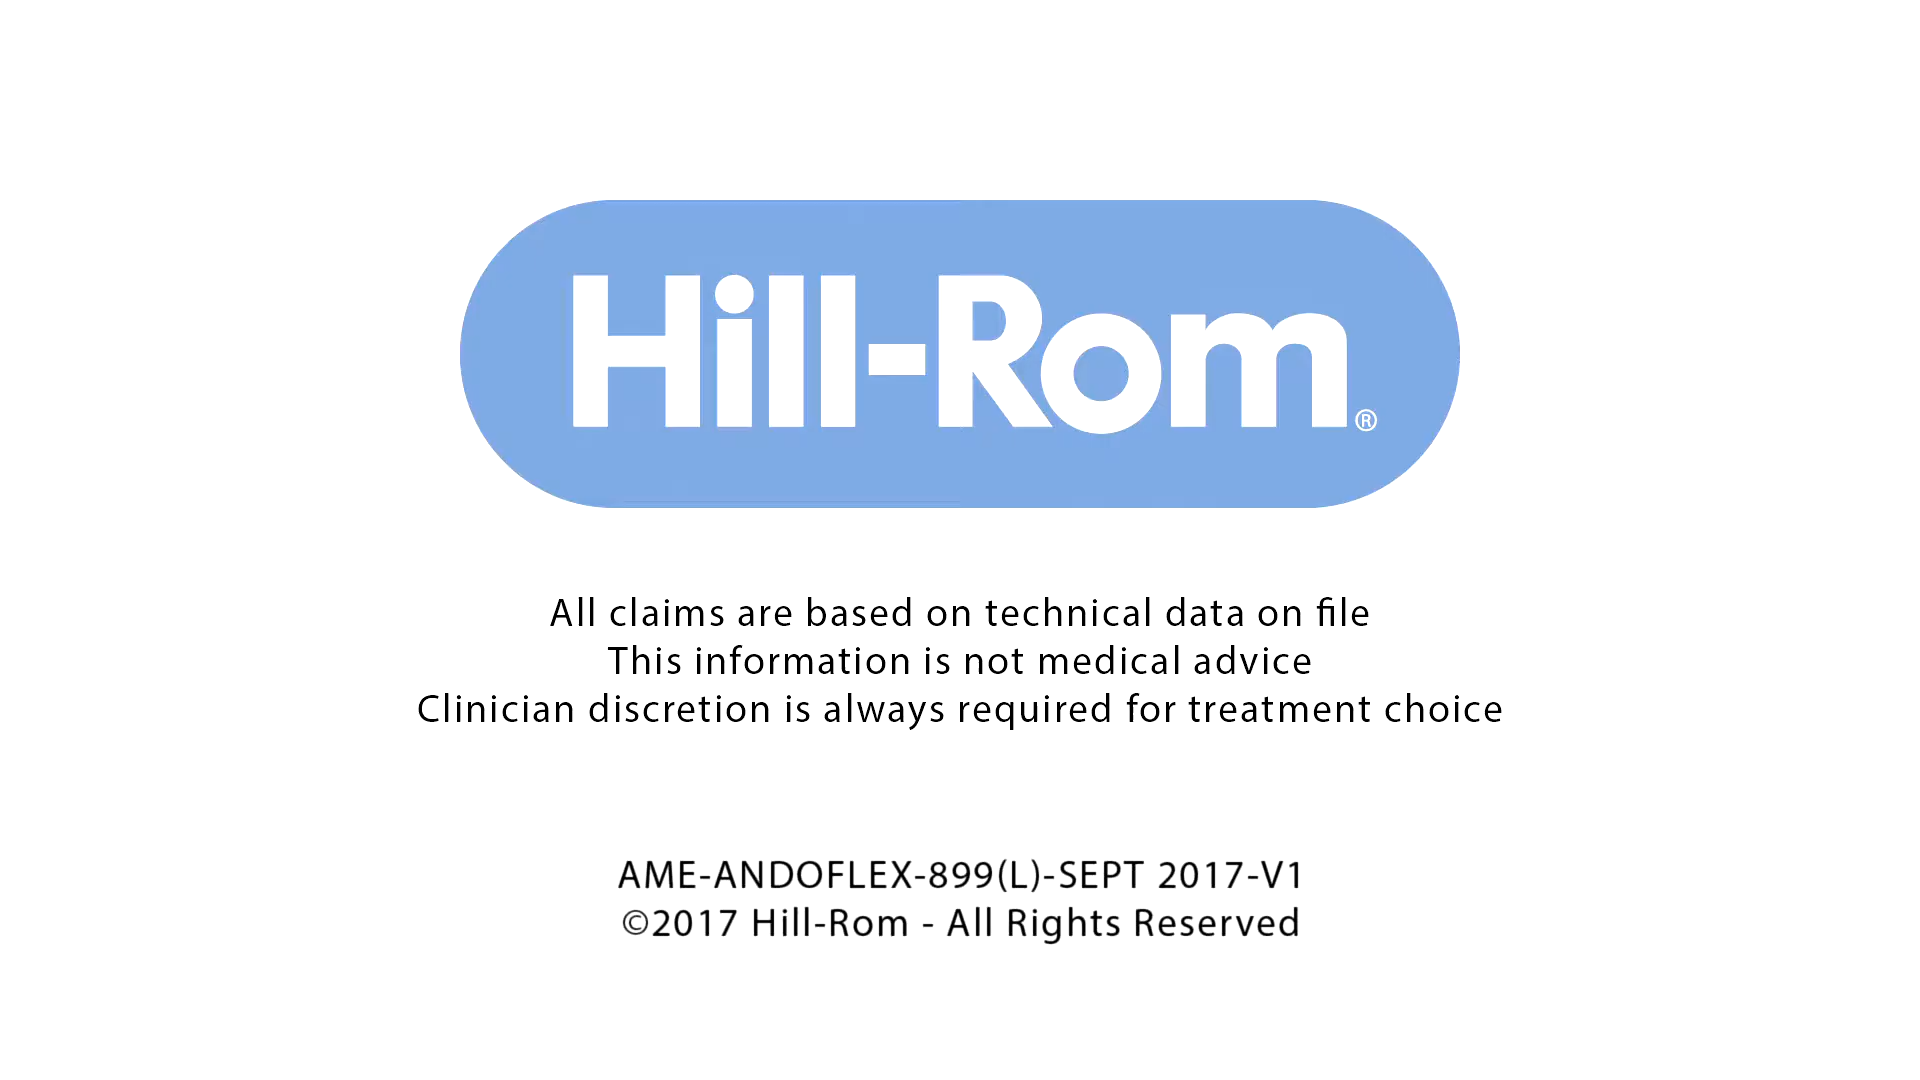 Hill-Rom®
All claims are based on technical data on file
This information is not medical advice
Clinician discretion is always required for treatment choice
AME-ANDOFLEX-899(L)-SEPT 2017-V1
©2017 Hill-Rom - All Rights Reserved